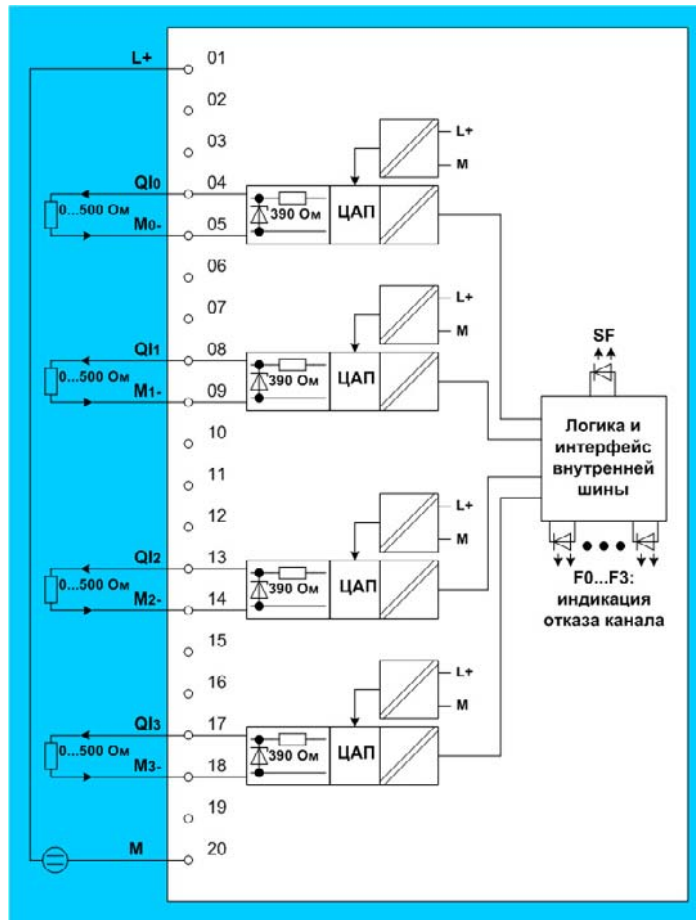 L+ 01
02
03
L+
M
QI0 04
0...500 Ом
390 Ом ЦАП
M0- 05
06
07
L+
M
SF
QI1 08
0...500 Ом
390 Ом ЦАП
M1- 09
Логика и
интерфейс
внутренней
шины
10
11
12
L+
M
QI2 13
0...500 Ом
390 Ом ЦАП
M2- 14
F0...F3:
индикация
отказа канала
15
16
L+
M
QI3 17
0...500 Ом
390 Ом ЦАП
M3- 18
19
M 20